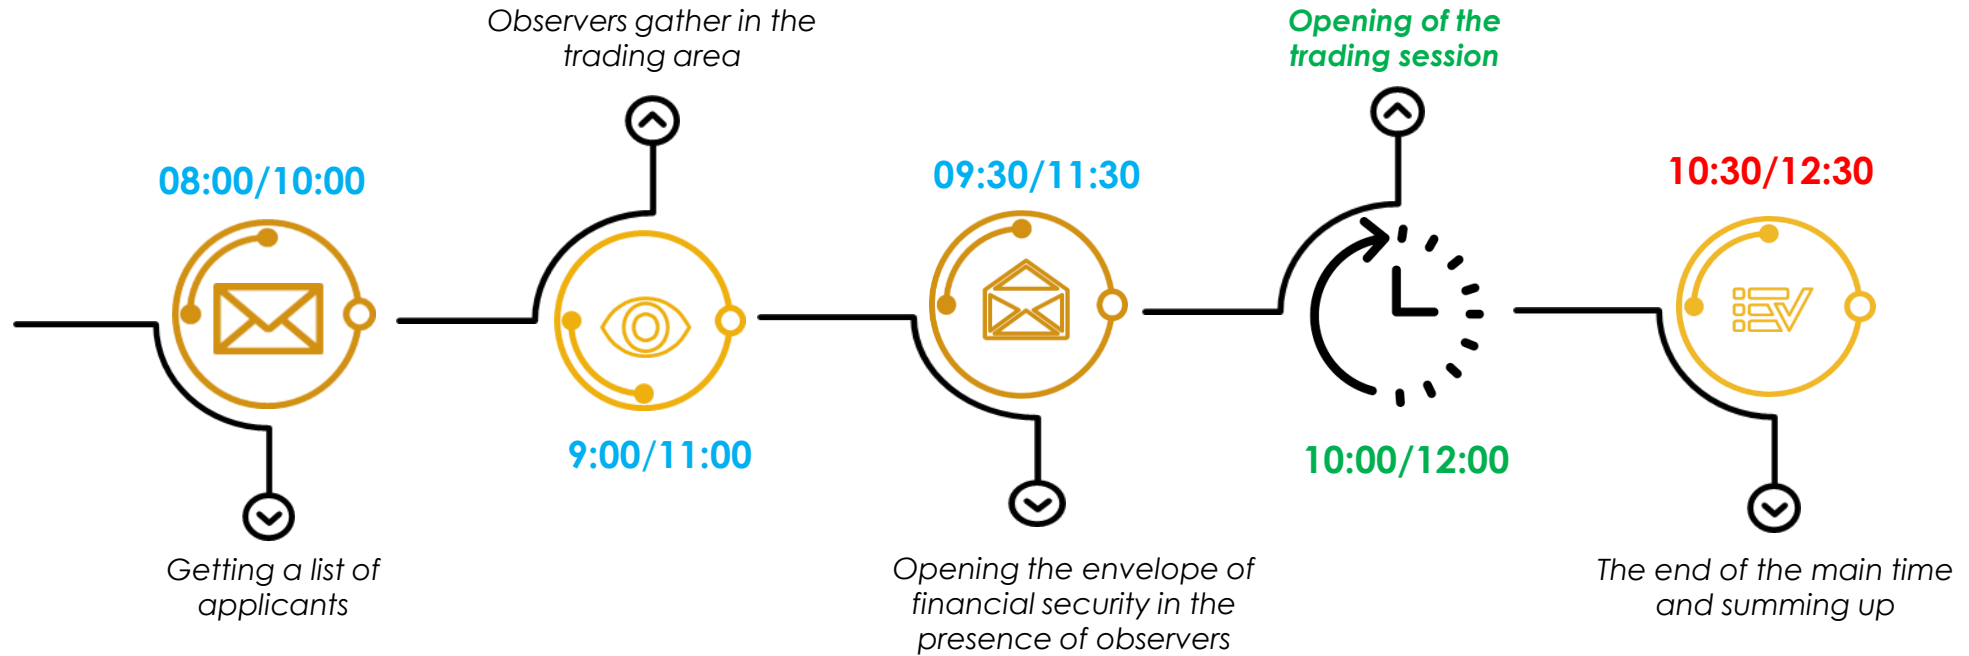 08:00/10:00
Getting a list of
applicants
Observers gather in the
trading area
9:00/11:00
09:30/11:30
Opening the envelope of
financial security in the
presence of observers
Opening of the
trading session
10:00/12:00
10:30/12:30
The end of the main time
and summing up